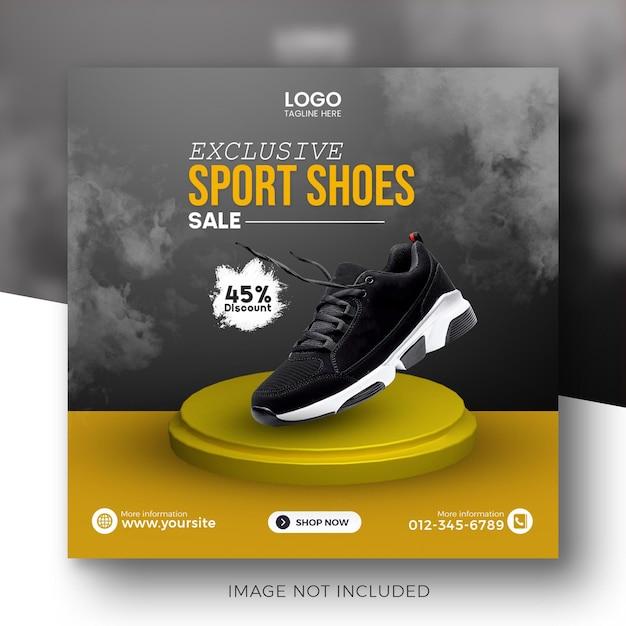 LOGO
TAGLINE HERE
EXCLUSIVE
SPORT SHOES
SALE
45%
Discount
More information
www.yoursite
SHOP NOW
More information
012-345-6789
IMAGE NOT INCLUDED